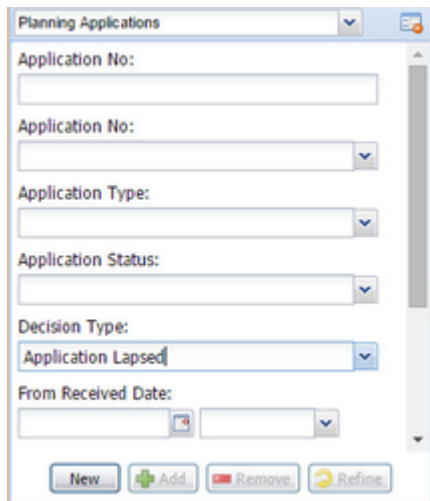 Planning Applications
Application No:
Application No:
Application Type:
Application Status:
Decision Type:
Application Lapsed
From Received Date:
New Add Remove Refine